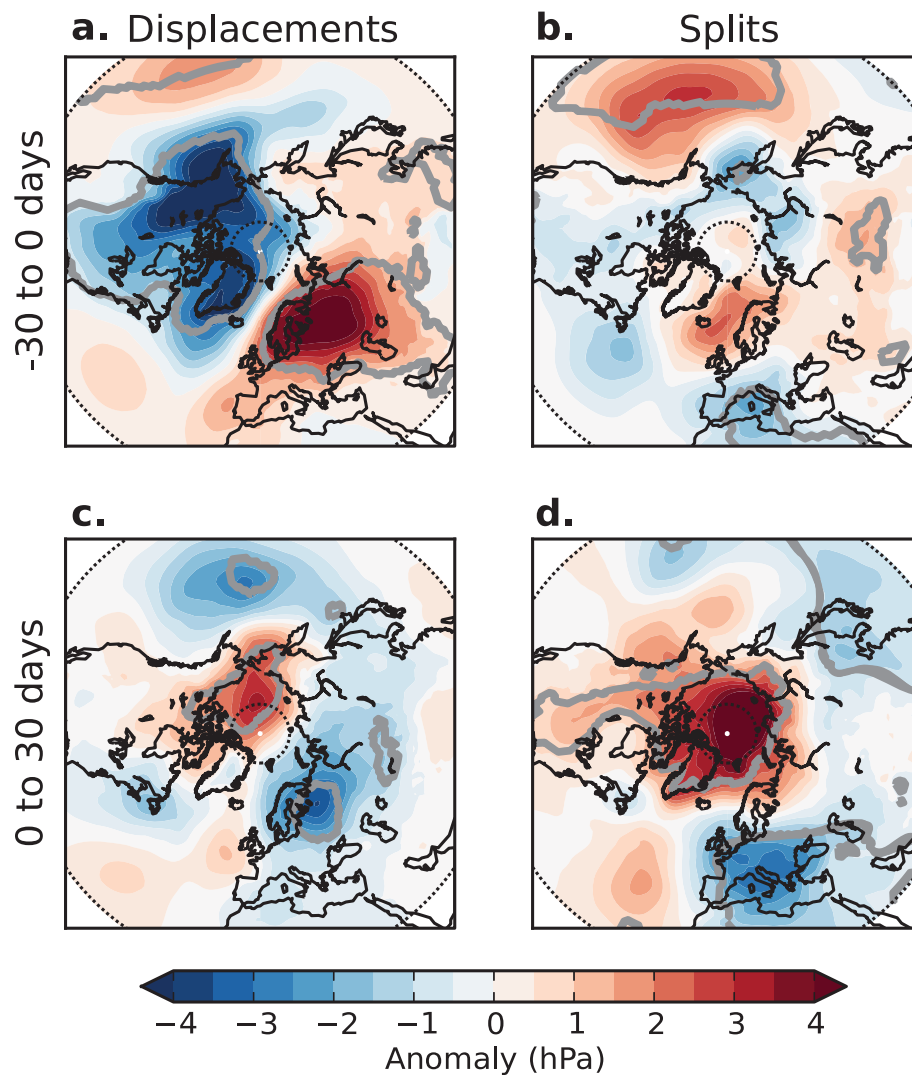 a. Displacements
b. Splits
-30 to 0 days
c.
d.
0 to 30 days
−4 −3 −2 −1 0 1 2 3 4
Anomaly (hPa)